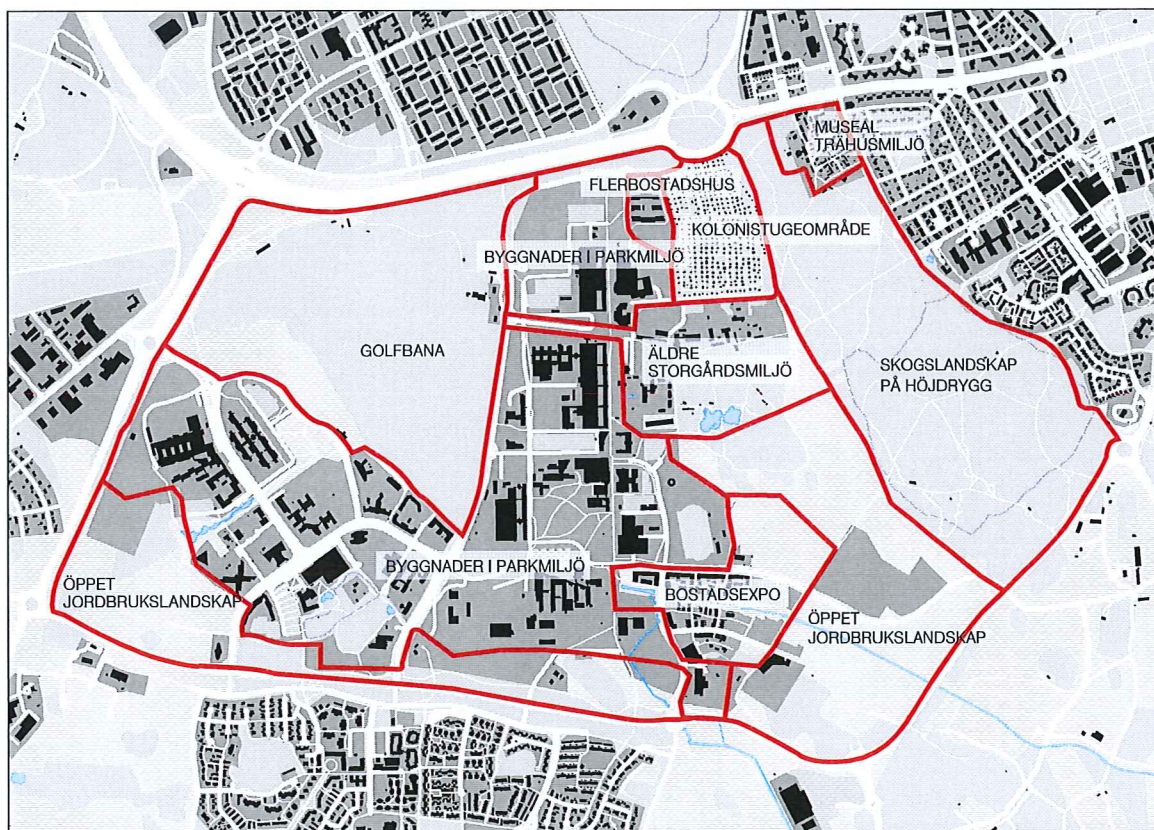 MUSEAL
TRÄHUSMILJÖ
FLERBOSTADSHUS
KOLONISTUGEOMRÅDE
BYGGNADER I PARKMILJÖ
GOLFBANA
ÄLDRE
STORGÅRDSMILJÖ
SKOGSLANDSKAP
PÅ HÖJDRYGG
BYGGNADER I PARKMILJÖ
ÖPPET
JORDBRUKSLANDSKAP
BOSTADSEXPO
ÖPPET
JORDBRUKSLANDSKAP